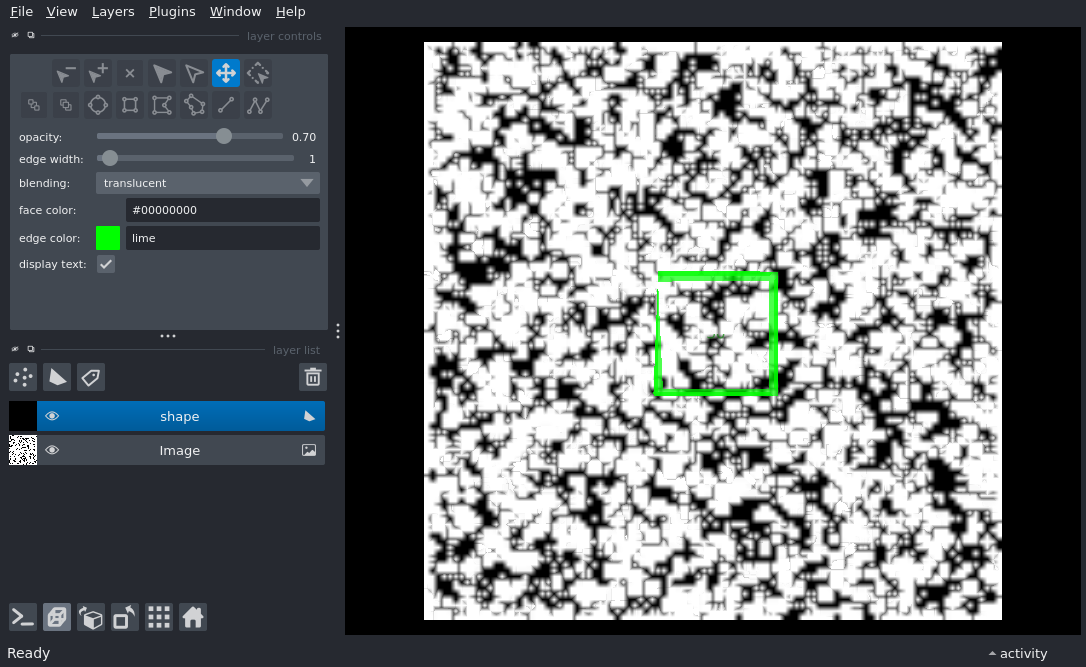 File View Layers Plugins Window Help
layer controls
opacity: 0.70
edge width: 1
blending: translucent
face color: #00000000
edge color: lime
display text:
layer list
shape
Image
Ready
activity